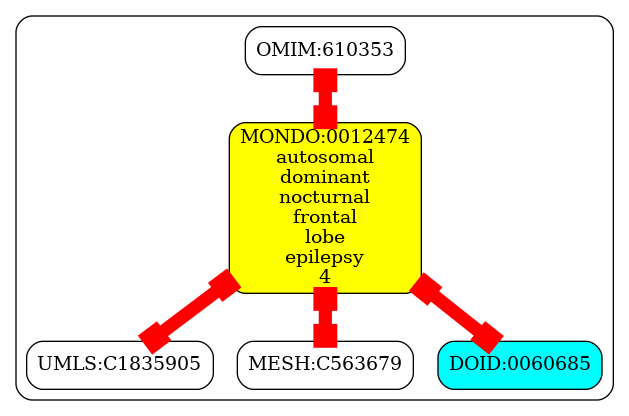 OMIM:610353
MONDO:0012474
autosomal
dominant
nocturnal
frontal
lobe
epilepsy
4
UMLS:C1835905
MESH:C563679
DOID:0060685